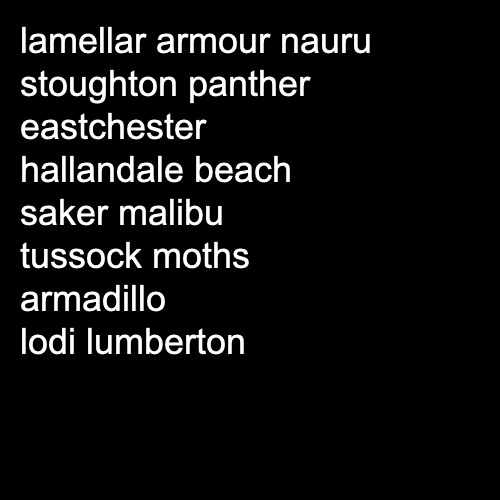 lamellar armour nauru
stoughton panther
eastchester
hallandale beach
saker malibu
tussock moths
armadillo
lodi lumberton